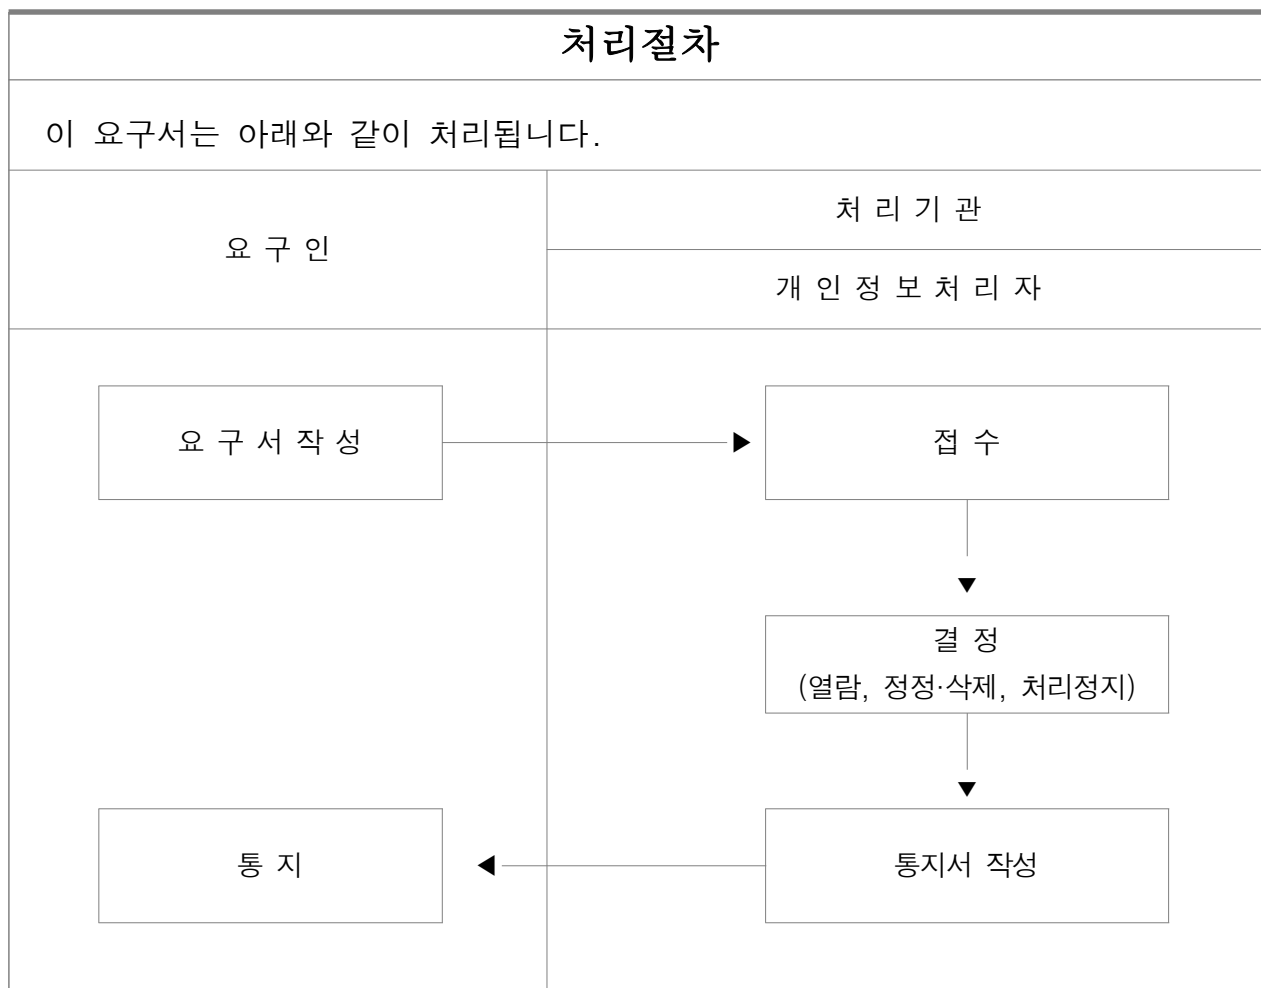 처리절차
이 요구서는 아래와 같이 처리됩니다.
요 구 인
처 리 기 관
개 인 정 보 처 리 자
요 구 서 작 성
접 수
결 정
(열람, 정정·삭제, 처리정지)
통 지
통지서 작성